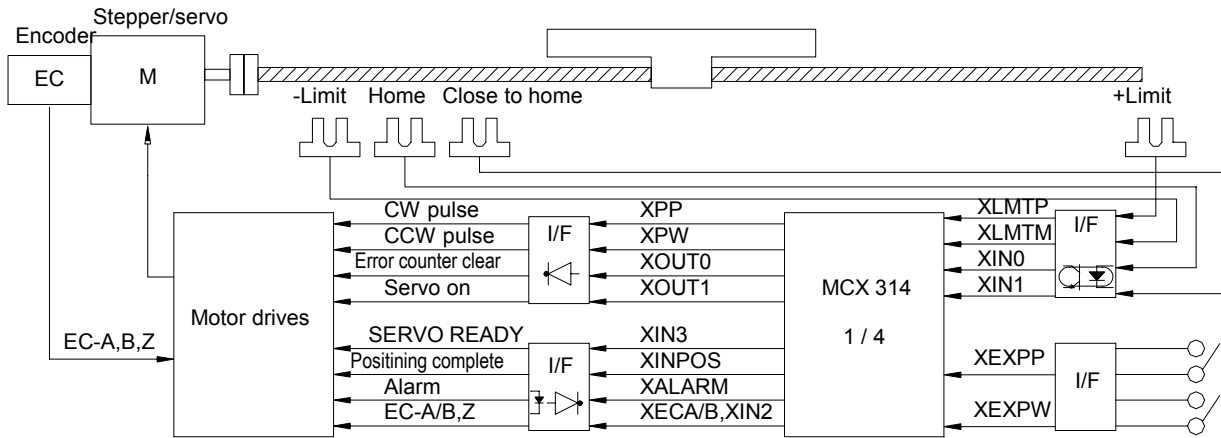 Stepper/servo
Encoder
EC
M
-Limit Home Close to home +Limit
CW pulse
CCW pulse
Error counter clear
Servo on
I/F
XPP
XPW
XOUT0
XOUT1
MCX 314
1 / 4
XLMTP
XLMTM
XIN0
XIN1
I/F
Motor drives
EC-A,B,Z
SERVO READY
Positining complete
Alarm
EC-A/B,Z
I/F
XIN3
XINPOS
XALARM
XECA/B,XIN2
XEXPP
XEXPW
I/F